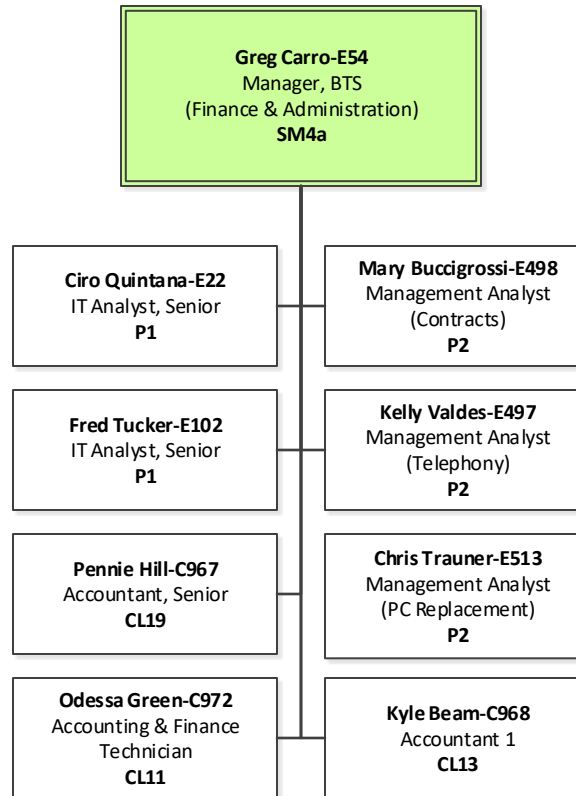 Greg Carro-E54
Manager, BTS
(Finance & Administration)
SM4a
Ciro Quintana-E22
IT Analyst, Senior
P1
Mary Buccigrossi-E498
Management Analyst
(Contracts)
P2
Fred Tucker-E102
IT Analyst, Senior
P1
Kelly Valdes-E497
Management Analyst
(Telephony)
P2
Pennie Hill-C967
Accountant, Senior
CL19
Chris Trauner-E513
Management Analyst
(PC Replacement)
P2
Odessa Green-C972
Accounting & Finance
Technician
CL11
Kyle Beam-C968
Accountant 1
CL13